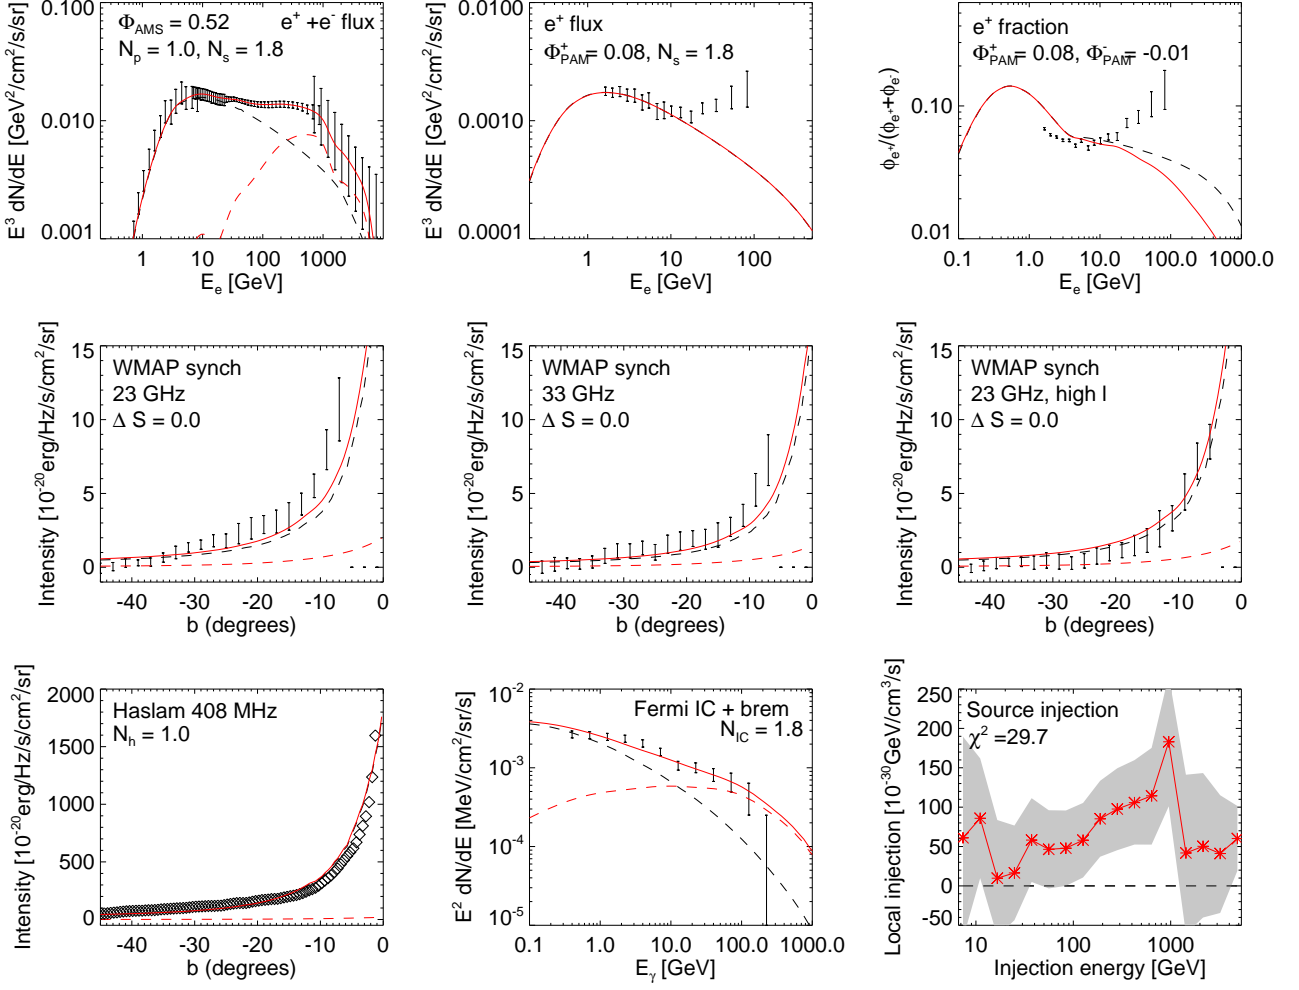 Φ_AMS = 0.52 e⁺ +e⁻ flux
N_p = 1.0, N_s = 1.8
0.100
0.010
0.001
1 10 100 1000
E_e [GeV]
E³ dN/dE [GeV²/cm²/s/sr]
e⁺ flux
Φ⁺_PAM = 0.08, N_s = 1.8
0.0100
0.0010
0.0001
1 10 100
E_e [GeV]
E³ dN/dE [GeV²/cm²/s/sr]
e⁺ fraction
Φ⁺_PAM = 0.08, Φ⁻_PAM = -0.01
0.10
0.01
0.1 1.0 10.0 100.0 1000.0
E_e [GeV]
ϕ_e⁺/(ϕ_e⁺+ϕ_e⁻)
WMAP synch
23 GHz
Δ S = 0.0
15
10
5
0
-40 -30 -20 -10 0
b (degrees)
Intensity [10⁻²⁰erg/Hz/s/cm²/sr]
WMAP synch
33 GHz
Δ S = 0.0
15
10
5
0
-40 -30 -20 -10 0
b (degrees)
Intensity [10⁻²⁰erg/Hz/s/cm²/sr]
WMAP synch
23 GHz, high l
Δ S = 0.0
15
10
5
0
-40 -30 -20 -10 0
b (degrees)
Intensity [10⁻²⁰erg/Hz/s/cm²/sr]
Haslam 408 MHz
N_h = 1.0
2000
1500
1000
500
0
-40 -30 -20 -10 0
b (degrees)
Intensity [10⁻²⁰erg/Hz/s/cm²/sr]
Fermi IC + brem
N_IC = 1.8
10⁻²
10⁻³
10⁻⁴
10⁻⁵
0.1 1.0 10.0 100.0 1000.0
E_γ [GeV]
E² dN/dE [MeV/cm²/sr/s]
Source injection
χ² =29.7
250
200
150
100
50
0
-50
10 100 1000
Injection energy [GeV]
Local injection [10⁻³⁰GeV/cm³/s]